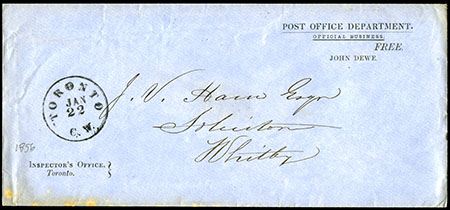 POST OFFICE DEPARTMENT.
OFFICIAL BUSINESS.
FREE.
JOHN DEWE.
TORONTO
JAN
22
C.W.
J. V. Ham Esqr
Solicitor
Whitby
1856
INSPECTOR'S OFFICE,
Toronto.